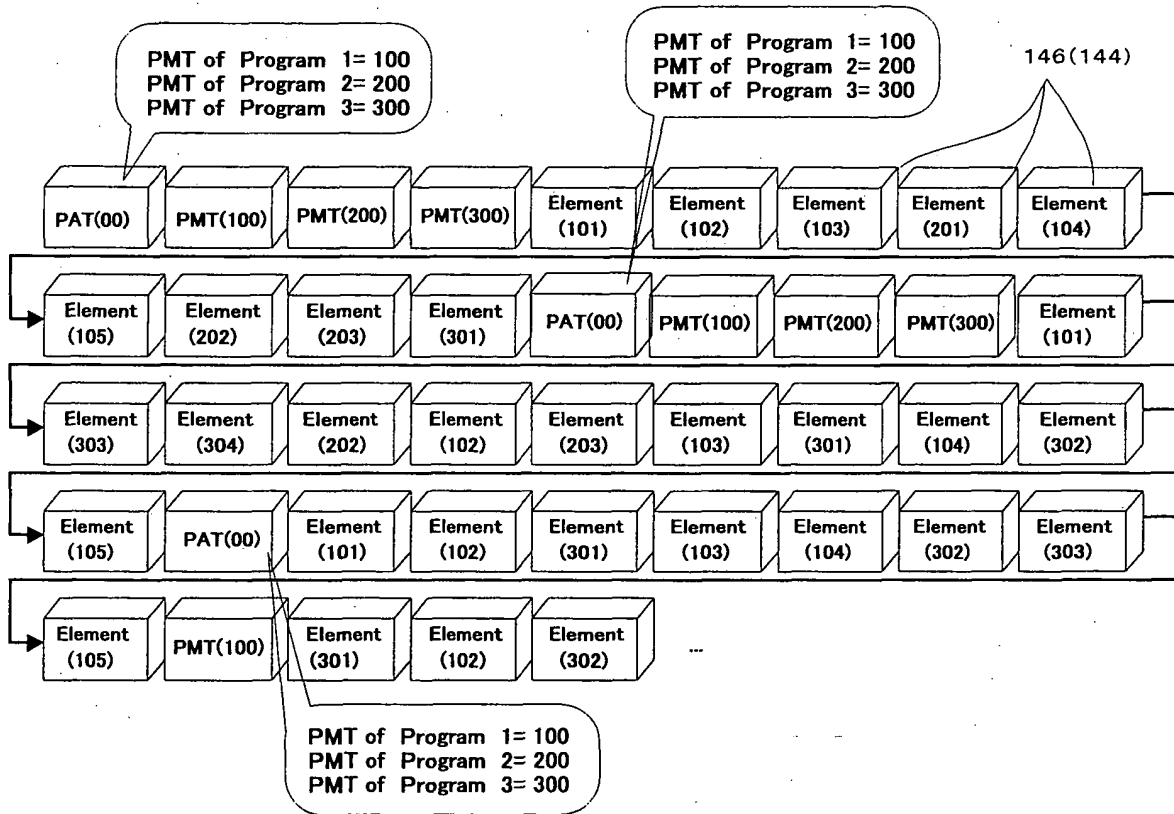 PMT of Program 1= 100
PMT of Program 2= 200
PMT of Program 3= 300
PMT of Program 1= 100
PMT of Program 2= 200
PMT of Program 3= 300
146(144)
PAT(00)
PMT(100)
PMT(200)
PMT(300)
Element
(101)
Element
(102)
Element
(103)
Element
(201)
Element
(104)
Element
(105)
Element
(202)
Element
(203)
Element
(301)
PAT(00)
PMT(100)
PMT(200)
PMT(300)
Element
(101)
Element
(303)
Element
(304)
Element
(202)
Element
(102)
Element
(203)
Element
(103)
Element
(301)
Element
(104)
Element
(302)
Element
(105)
PAT(00)
Element
(101)
Element
(102)
Element
(301)
Element
(103)
Element
(104)
Element
(302)
Element
(303)
Element
(105)
PMT(100)
Element
(301)
Element
(102)
Element
(302)
...
PMT of Program 1= 100
PMT of Program 2= 200
PMT of Program 3= 300